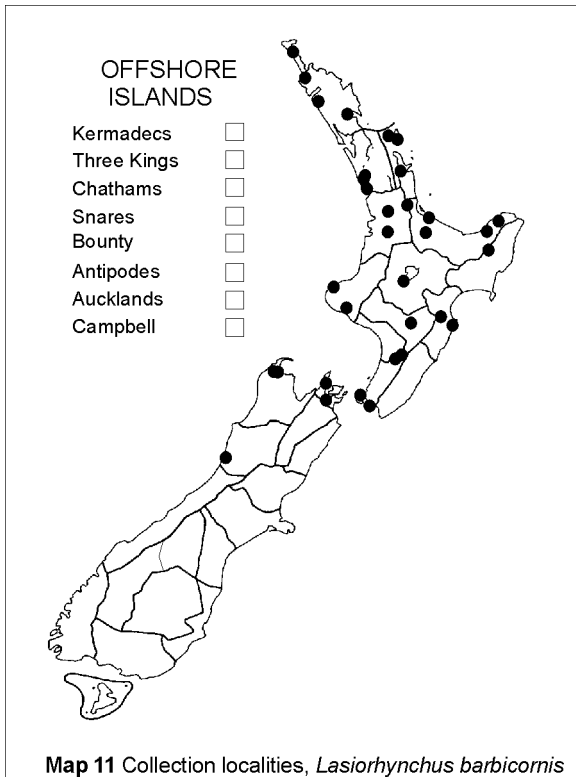 OFFSHORE
ISLANDS
Kermadecs
Three Kings
Chathams
Snares
Bounty
Antipodes
Aucklands
Campbell
Map 11 Collection localities, Lasiorhynchus barbicornis